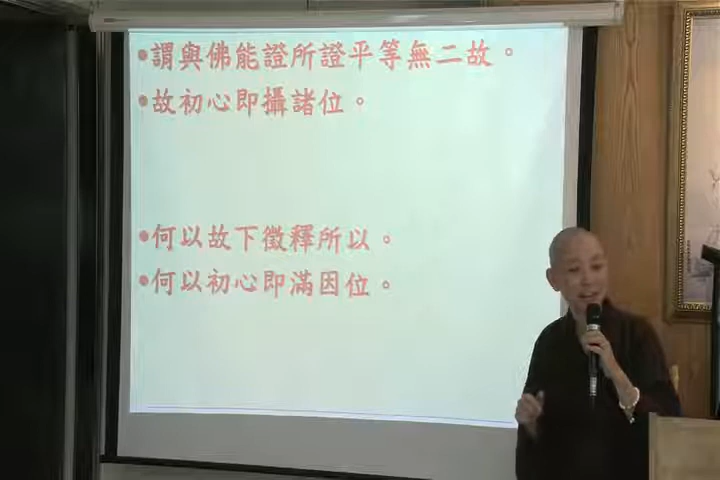 •謂與佛能證所證平等無二故。
•故初心即攝諸位。
•何以故下徵釋所以。
•何以初心即滿因位。